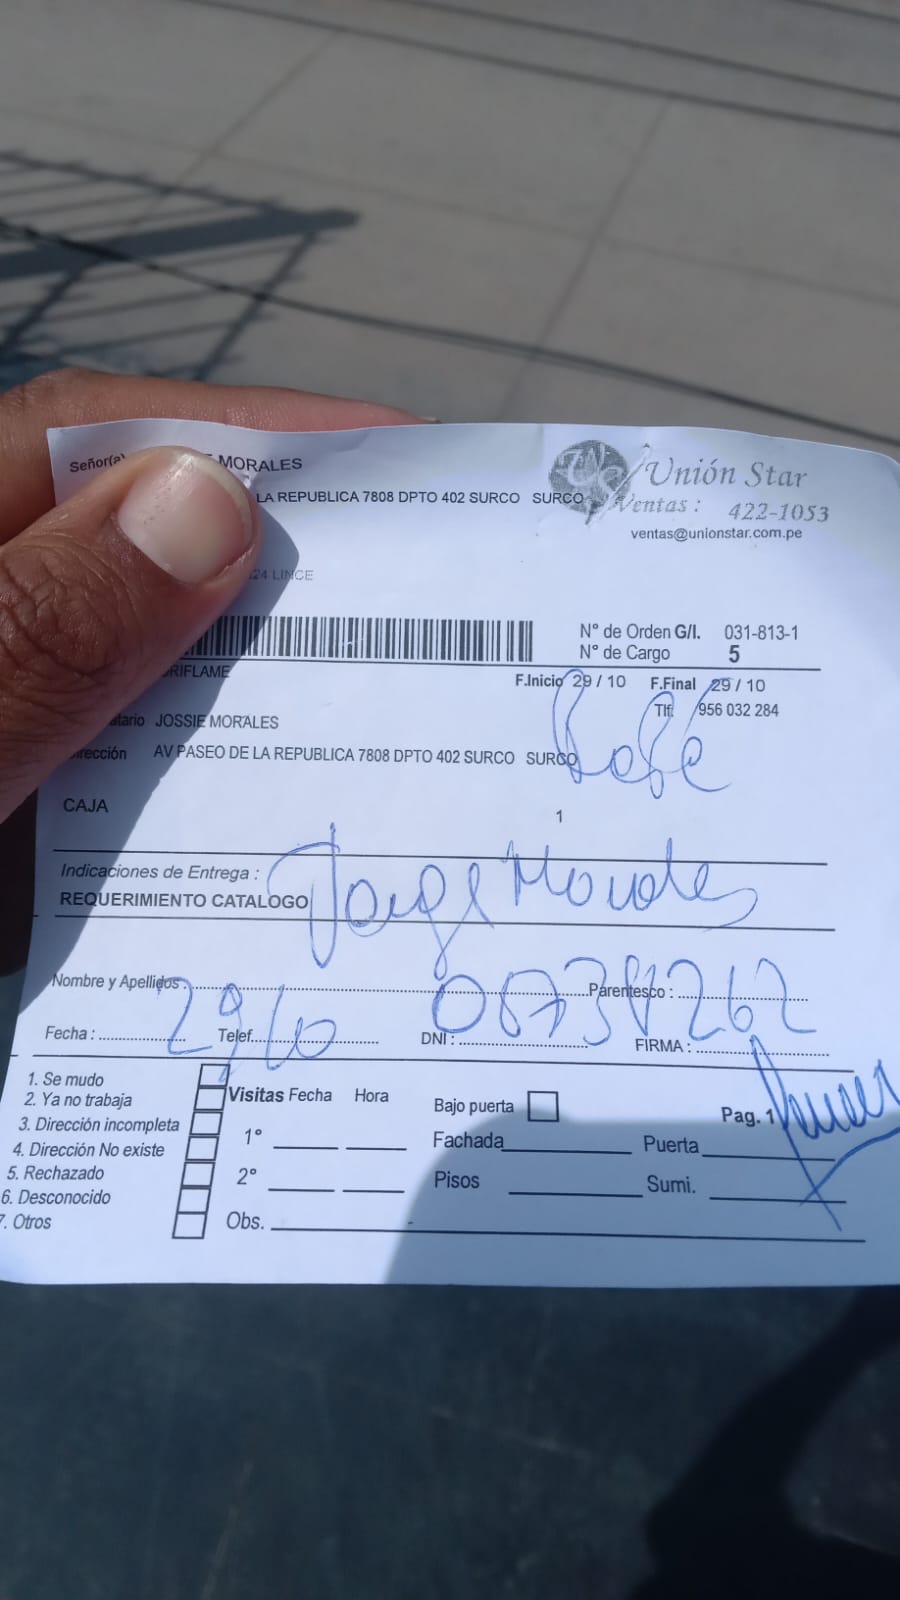 Señor(a) MORALES
LA REPUBLICA 7808 DPTO 402 SURCO SURCO
Unión Star
Ventas : 422-1053
ventas@unionstar.com.pe
24 LINCE
N° de Orden G/I. 031-813-1
N° de Cargo 5
RIFLAME
F.Inicio 29 / 10 F.Final 29 / 10
Tlf: 956 032 284
atario JOSSIE MORALES
irección AV PASEO DE LA REPUBLICA 7808 DPTO 402 SURCO SURCO
CAJA
1
Indicaciones de Entrega :
REQUERIMIENTO CATALOGO
Jorge Morales
Nombre y Apellidos : Parentesco :
Fecha : 29/10 Telef. DNI : FIRMA :
1. Se mudo
2. Ya no trabaja
3. Dirección incompleta
4. Dirección No existe
5. Rechazado
6. Desconocido
7. Otros
Visitas Fecha Hora
1°
2°
Obs.
Bajo puerta
Pag. 1
Fachada Puerta
Pisos Sumi.